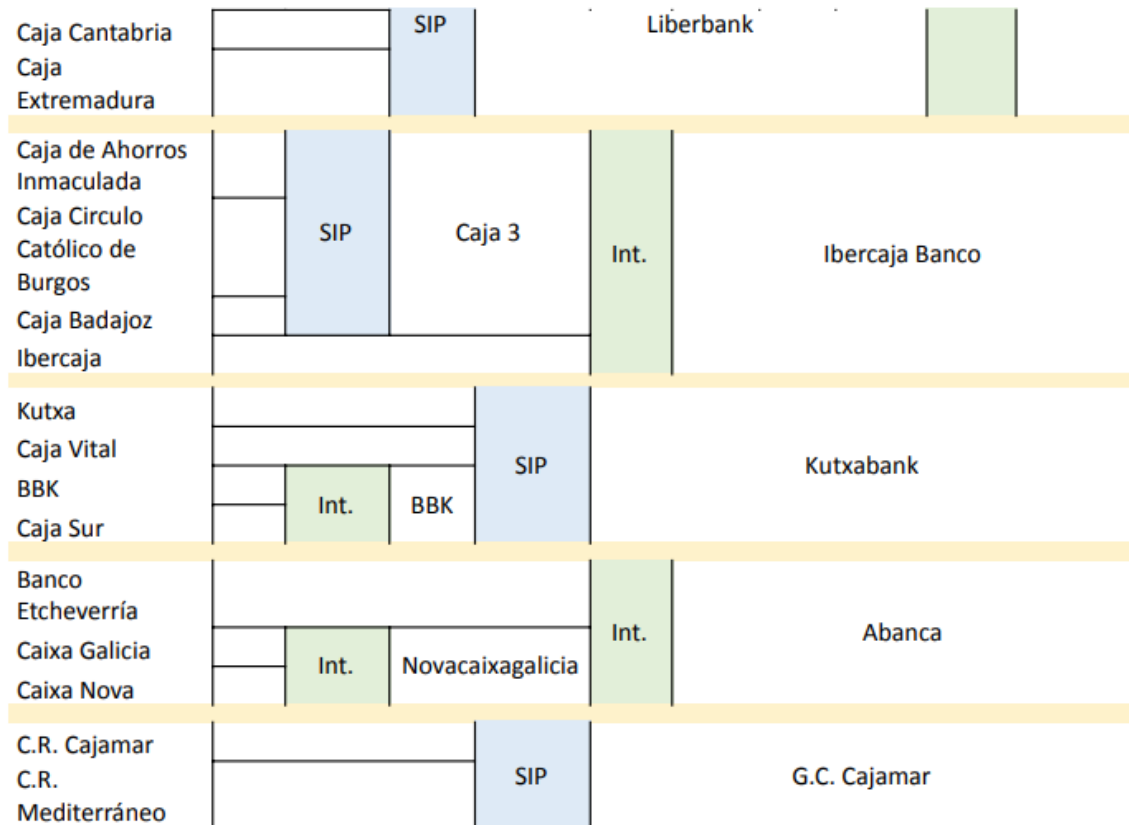 Caja Cantabria
SIP
Liberbank
Caja
Extremadura
Caja de Ahorros
Inmaculada
Caja Circulo
Católico de
Burgos
Caja Badajoz
Ibercaja
SIP
Caja 3
Int.
Ibercaja Banco
Kutxa
Caja Vital
BBK
Caja Sur
Int.
BBK
SIP
Kutxabank
Banco
Etcheverría
Caixa Galicia
Caixa Nova
Int.
Novacaixagalicia
Int.
Abanca
C.R. Cajamar
C.R.
Mediterráneo
SIP
G.C. Cajamar